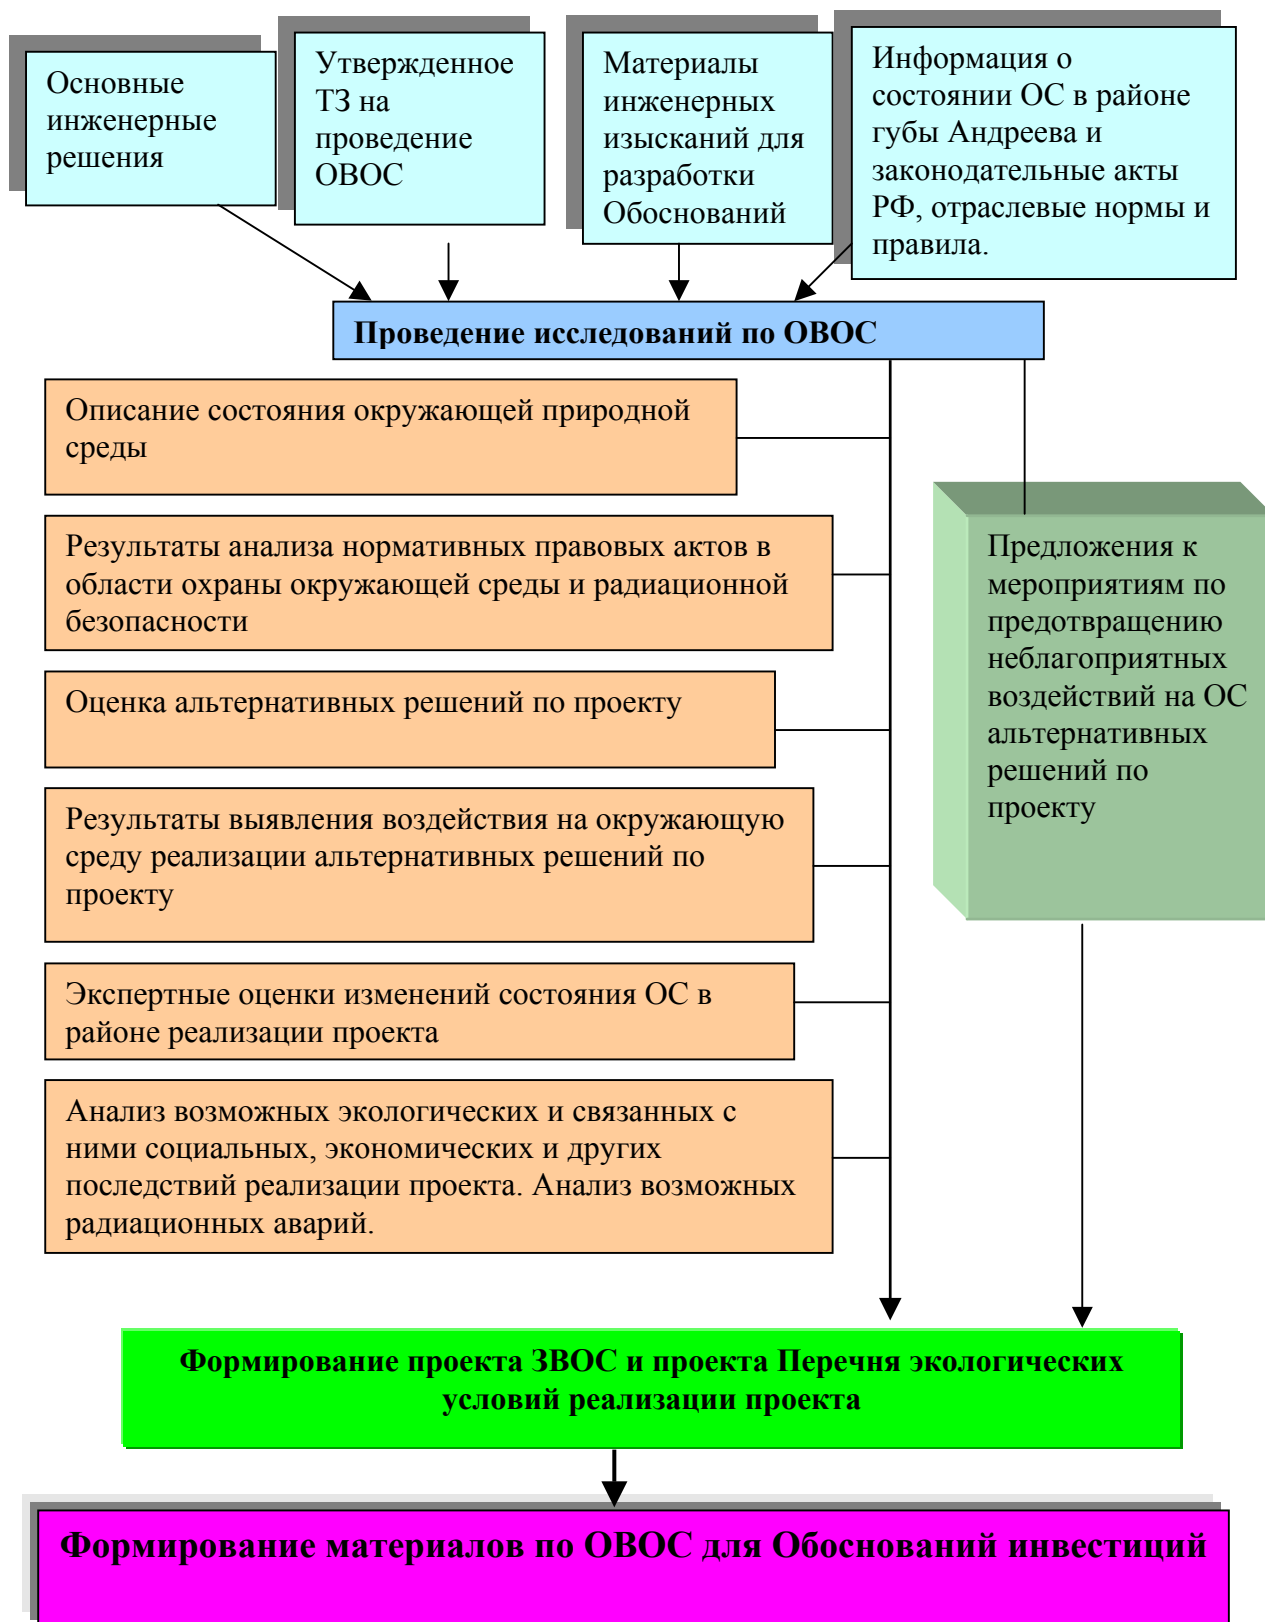 Основные
инженерные
решения
Утвержденное
ТЗ на
проведение
ОВОС
Материалы
инженерных
изысканий для
разработки
Обоснований
Информация о
состоянии ОС в районе
губы Андреева и
законодательные акты
РФ, отраслевые нормы и
правила.
Проведение исследований по ОВОС
Описание состояния окружающей природной
среды
Результаты анализа нормативных правовых актов в
области охраны окружающей среды и радиационной
безопасности
Оценка альтернативных решений по проекту
Результаты выявления воздействия на окружающую
среду реализации альтернативных решений по
проекту
Экспертные оценки изменений состояния ОС в
районе реализации проекта
Анализ возможных экологических и связанных с
ними социальных, экономических и других
последствий реализации проекта. Анализ возможных
радиационных аварий.
Предложения к
мероприятиям по
предотвращению
неблагоприятных
воздействий на ОС
альтернативных
решений по
проекту
Формирование проекта ЗВОС и проекта Перечня экологических
условий реализации проекта
Формирование материалов по ОВОС для Обоснований инвестиций